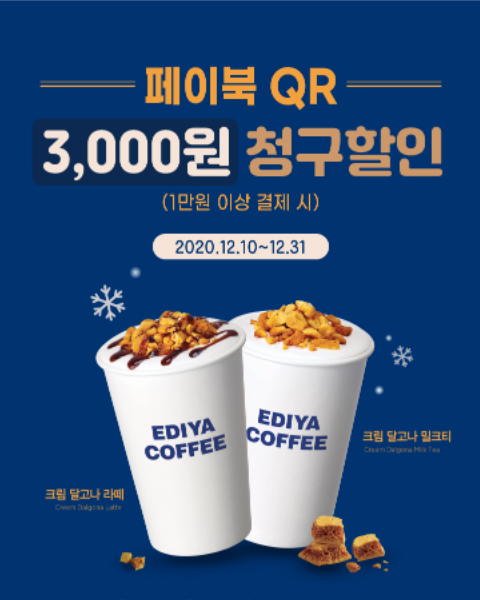 페이북 QR
3,000원 청구할인
(1만원 이상 결제 시)
2020.12.10~12.31
EDIYA
COFFEE
EDIYA
COFFEE
크림 달고나 밀크티
Cream Dalgona Milk Tea
크림 달고나 라떼
Cream Dalgona Latte